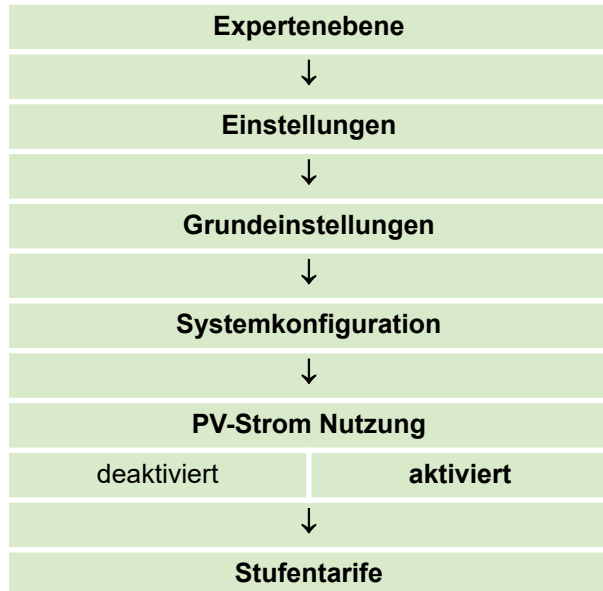 Expertenebene
↓
Einstellungen
↓
Grundeinstellungen
↓
Systemkonfiguration
↓
PV-Strom Nutzung
deaktiviert aktiviert
↓
Stufentarife